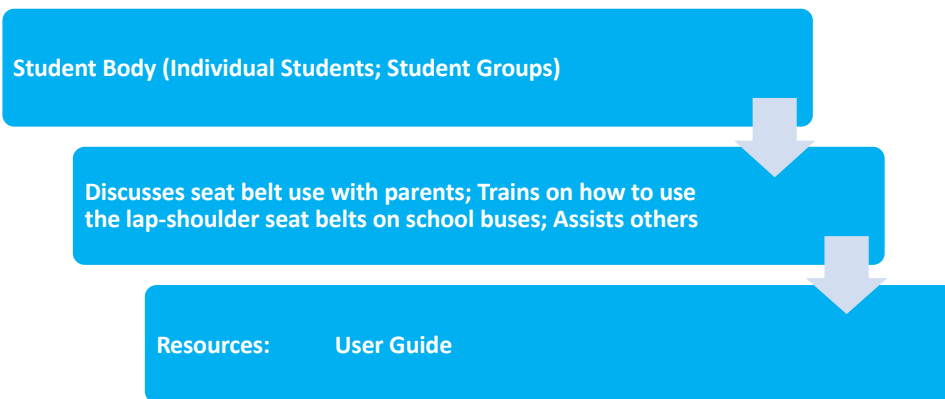 Student Body (Individual Students; Student Groups)
Discusses seat belt use with parents; Trains on how to use
the lap-shoulder seat belts on school buses; Assists others
Resources: User Guide